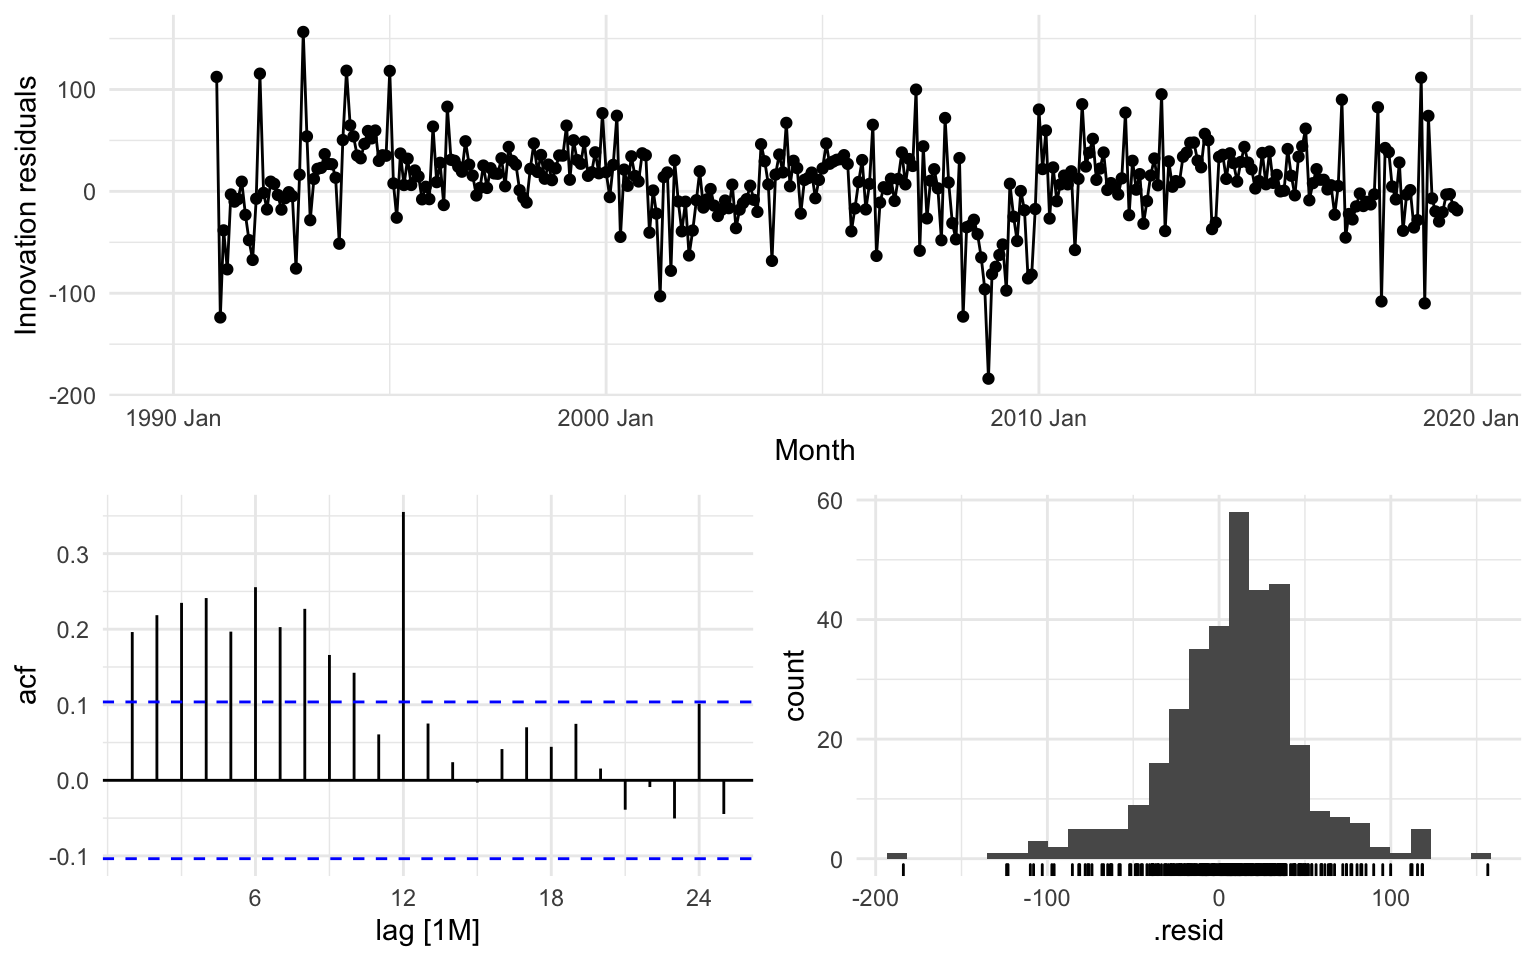 Innovation residuals
100
0
-100
-200
1990 Jan
2000 Jan
2010 Jan
2020 Jan
Month
acf
0.3
0.2
0.1
0.0
-0.1
6
12
18
24
lag [1M]
count
60
40
20
0
-200
-100
0
100
.resid